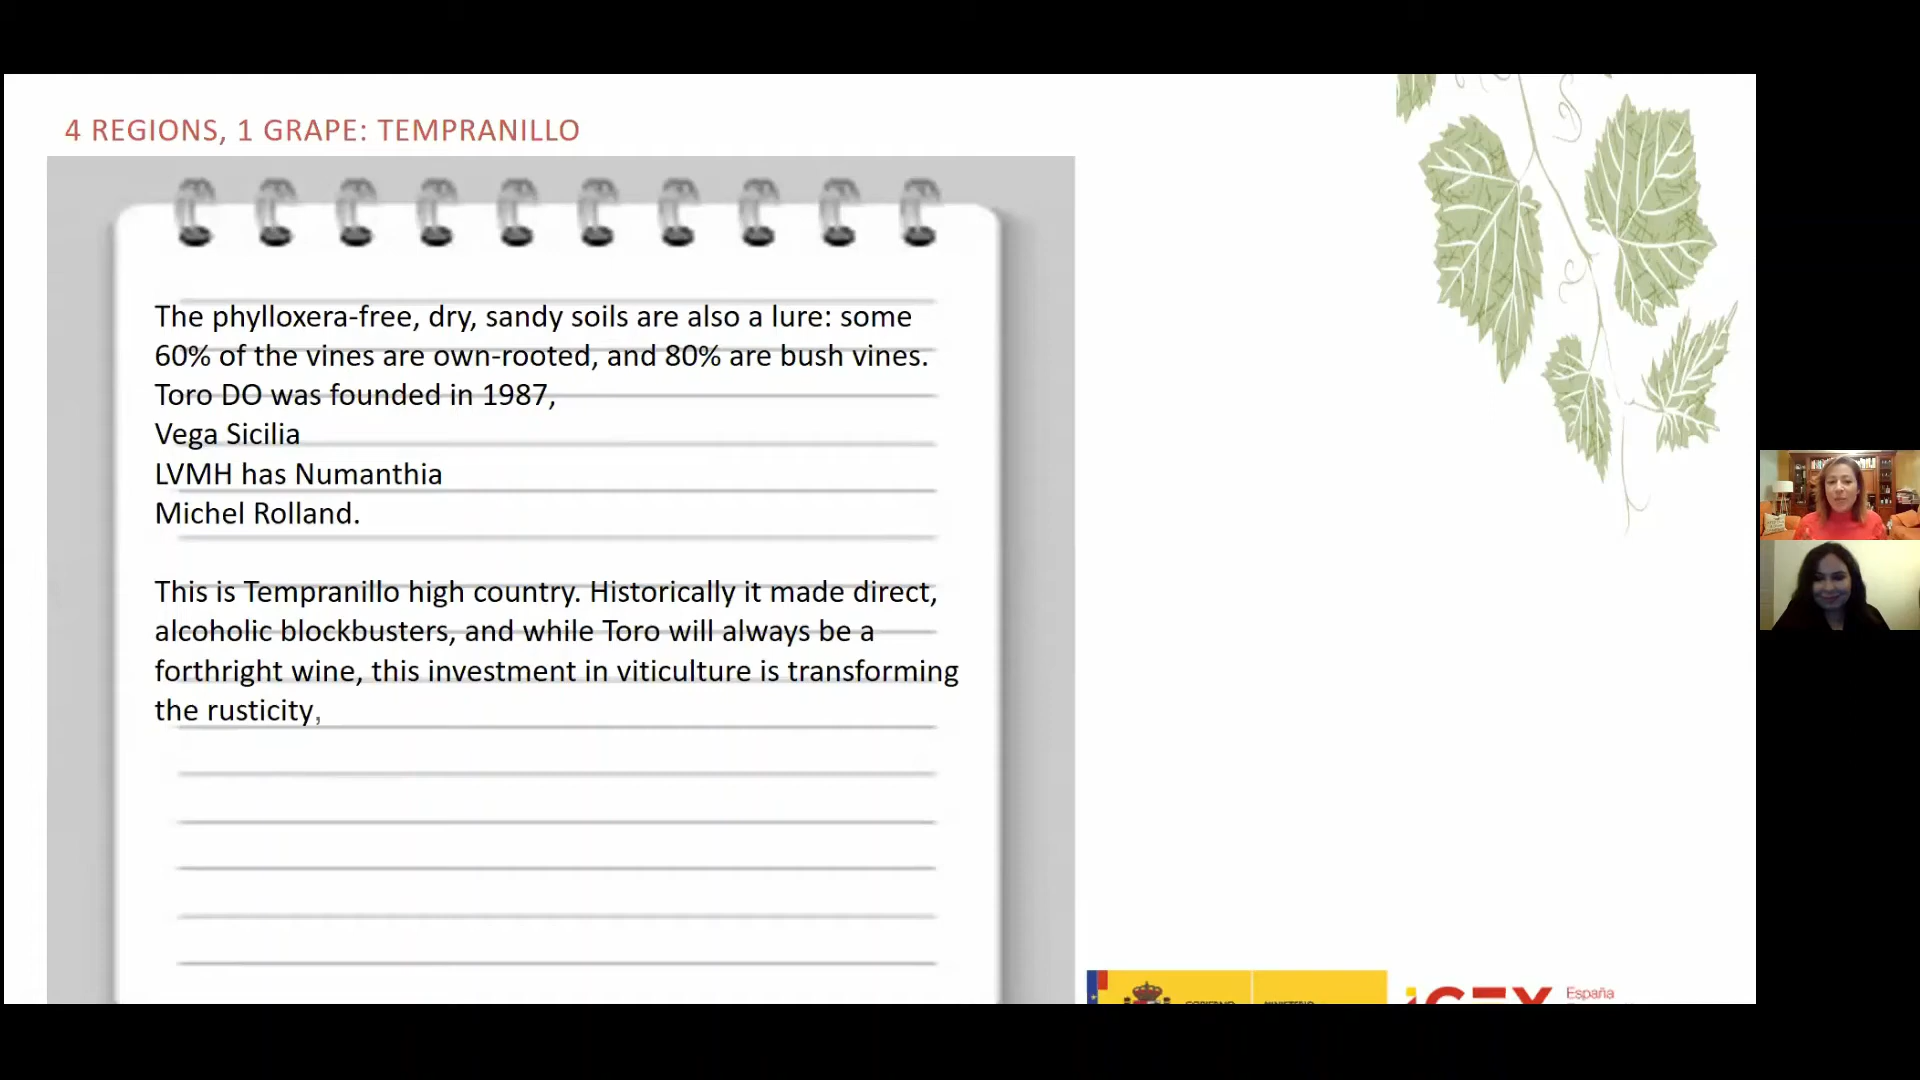 4 REGIONS, 1 GRAPE: TEMPRANILLO
The phylloxera-free, dry, sandy soils are also a lure: some
60% of the vines are own-rooted, and 80% are bush vines.
Toro DO was founded in 1987,
Vega Sicilia
LVMH has Numanthia
Michel Rolland.
This is Tempranillo high country. Historically it made direct,
alcoholic blockbusters, and while Toro will always be a
forthright wine, this investment in viticulture is transforming
the rusticity,
España